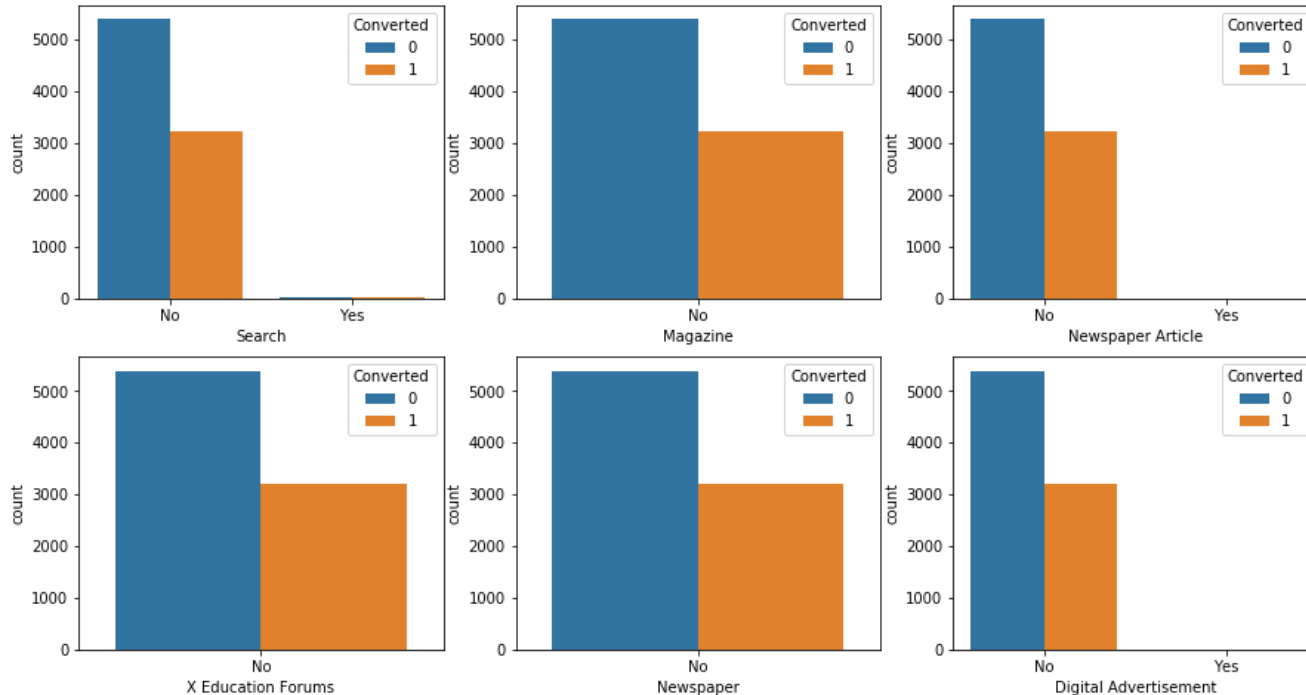 Converted
0
1
5000
4000
3000
2000
1000
0
count
No
Yes
Search
Converted
0
1
5000
4000
3000
2000
1000
0
count
No
Magazine
Converted
0
1
5000
4000
3000
2000
1000
0
count
No
Yes
Newspaper Article
Converted
0
1
5000
4000
3000
2000
1000
0
count
No
X Education Forums
Converted
0
1
5000
4000
3000
2000
1000
0
count
No
Newspaper
Converted
0
1
5000
4000
3000
2000
1000
0
count
No
Yes
Digital Advertisement